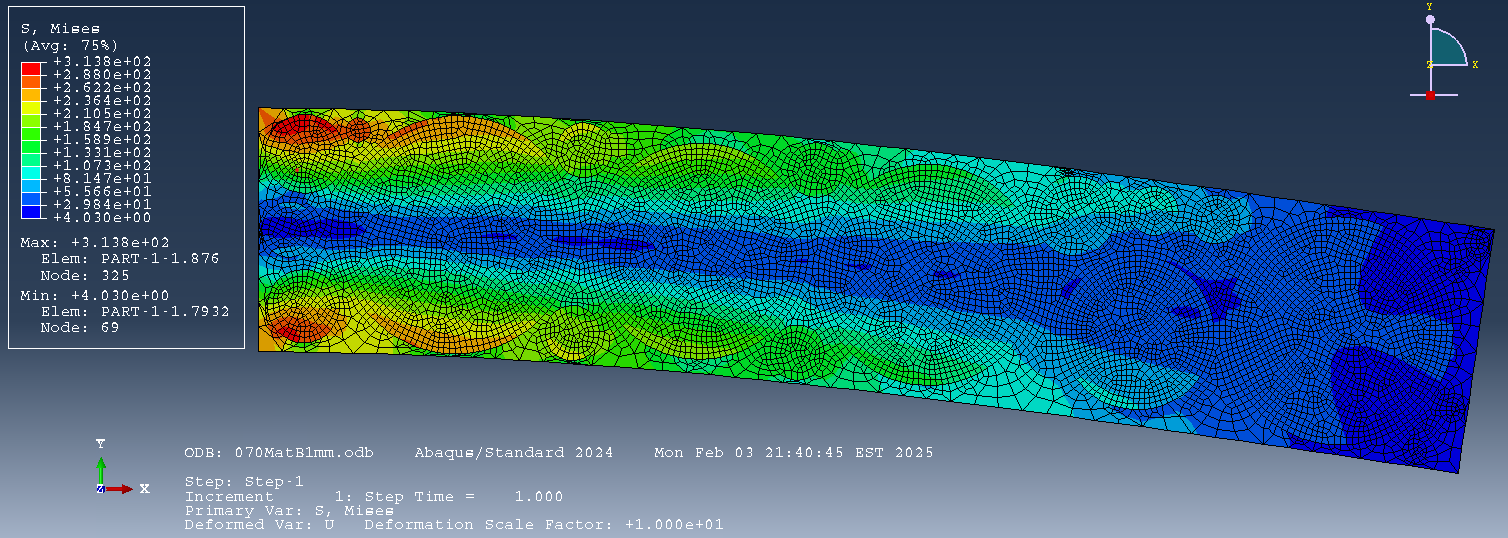 S, Mises
(Avg: 75%)
+3.138e+02
+2.880e+02
+2.622e+02
+2.364e+02
+2.105e+02
+1.847e+02
+1.589e+02
+1.331e+02
+1.073e+02
+8.147e+01
+5.566e+01
+2.984e+01
+4.030e+00
Max: +3.138e+02
Elem: PART-1-1.876
Node: 325
Min: +4.030e+00
Elem: PART-1-1.7932
Node: 69
Y
Z
X
Y
Z
X
ODB: 070MatB1mm.odb Abaqus/Standard 2024 Mon Feb 03 21:40:45 EST 2025
Step: Step-1
Increment 1: Step Time = 1.000
Primary Var: S, Mises
Deformed Var: U Deformation Scale Factor: +1.000e+01